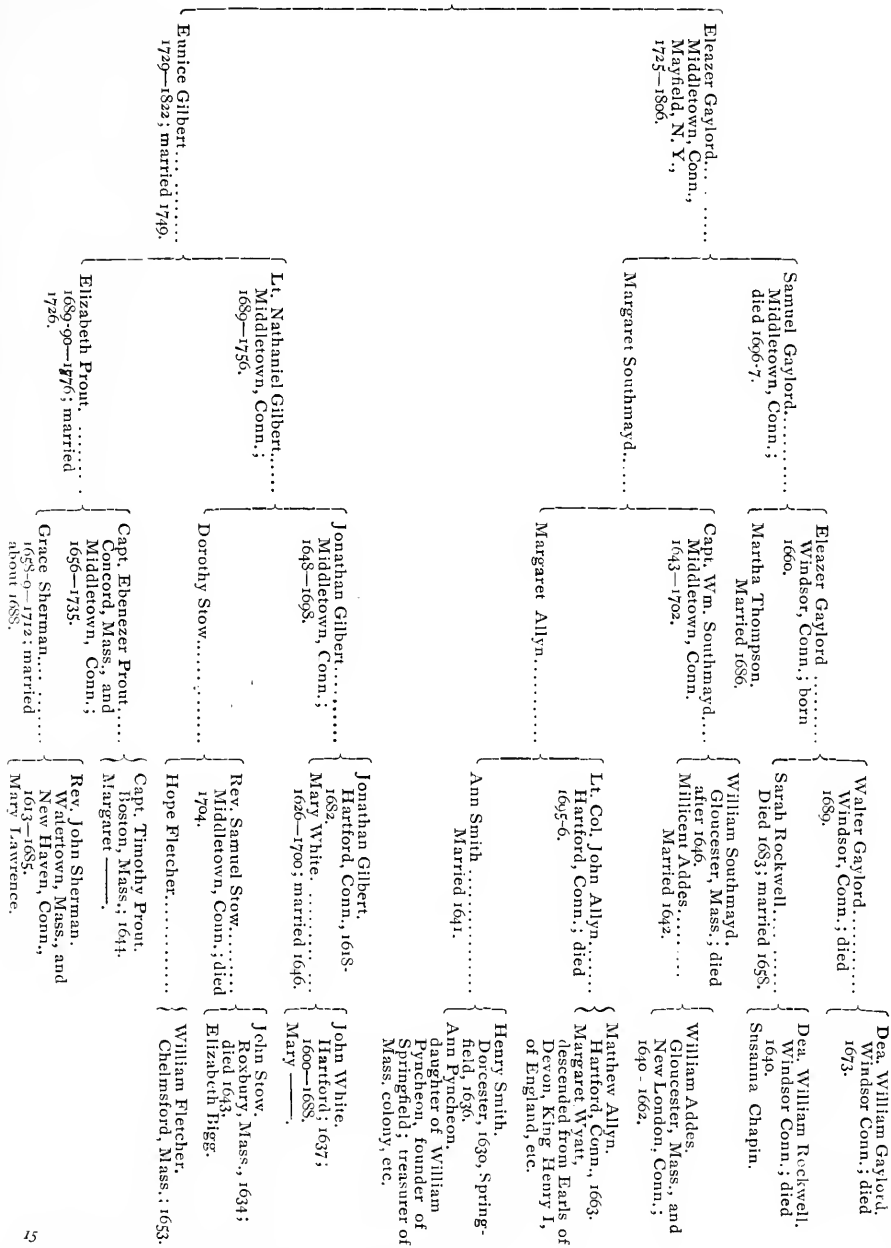 Eleazer Gaylord... . .....
Middletown, Conn.,
Mayfield, N. Y.,
1725—1806.
Eunice Gilbert... ........
1729—1822; married 1749.
Samuel Gaylord..........
Middletown, Conn.;
died 1696-7.
Margaret Southmayd.....
Lt. Nathaniel Gilbert......
Middletown, Conn.;
1689—1756.
Elizabeth Prout. ....... .
1689-90—1776; married
1726.
Eleazer Gaylord .........
Windsor, Conn.; born
1660.
Martha Thompson.
Married 1686.
Capt. Wm. Southmayd....
Middletown, Conn.
1643—1702.
Margaret Allyn...........
Jonathan Gilbert..........
Middletown, Conn.;
1648—1698.
Dorothy Stow.............
Capt. Ebenezer Prout.....
Concord, Mass., and
Middletown, Conn.;
1656—1735.
Grace Sherman... .......
1658-9—1712; married
about 1688.
Walter Gaylord...........
Windsor, Conn.; died
1689.
Sarah Rockwell..... ......
Died 1683; married 1658.
William Southmayd.
Gloucester, Mass.; died
after 1646.
Millicent Addes..... ....
Married 1642.
Lt. Col. John Allyn.......
Hartford, Conn.; died
1695-6.
Ann Smith ...............
Married 1641.
Jonathan Gilbert.
Hartford, Conn., 1618-
1682.
Mary White. .......... ...
1626—1700; married 1646.
Rev. Samuel Stow........
Middletown, Conn.; died
1704.
Hope Fletcher............
Capt. Timothy Prout.
Boston, Mass.; 1644.
Margaret ——.
Rev. John Sherman.
Watertown, Mass., and
New Haven, Conn.,
1613—1685.
Mary Lawrence.
Dea. William Gaylord.
Windsor Conn.; died
1673.
Dea. William Rockwell.
Windsor Conn.; died
1640.
Susanna Chapin.
William Addes.
Gloucester, Mass., and
New London, Conn.;
1640 - 1662.
Matthew Allyn.
Hartford, Conn., 1663.
Margaret Wyatt,
descended from Earls of
Devon, King Henry I,
of England, etc.
Henry Smith.
Dorcester, 1630, Spring-
field, 1636.
Ann Pyncheon.
daughter of William
Pyncheon, founder of
Springfield; treasurer of
Mass. colony, etc.
John White.
Hartford; 1637;
1600—1688.
Mary ——.
John Stow.
Roxbury, Mass., 1634;
died 1643,
Elizabeth Bigg.
William Fletcher.
Chelmsford, Mass.; 1653.
15